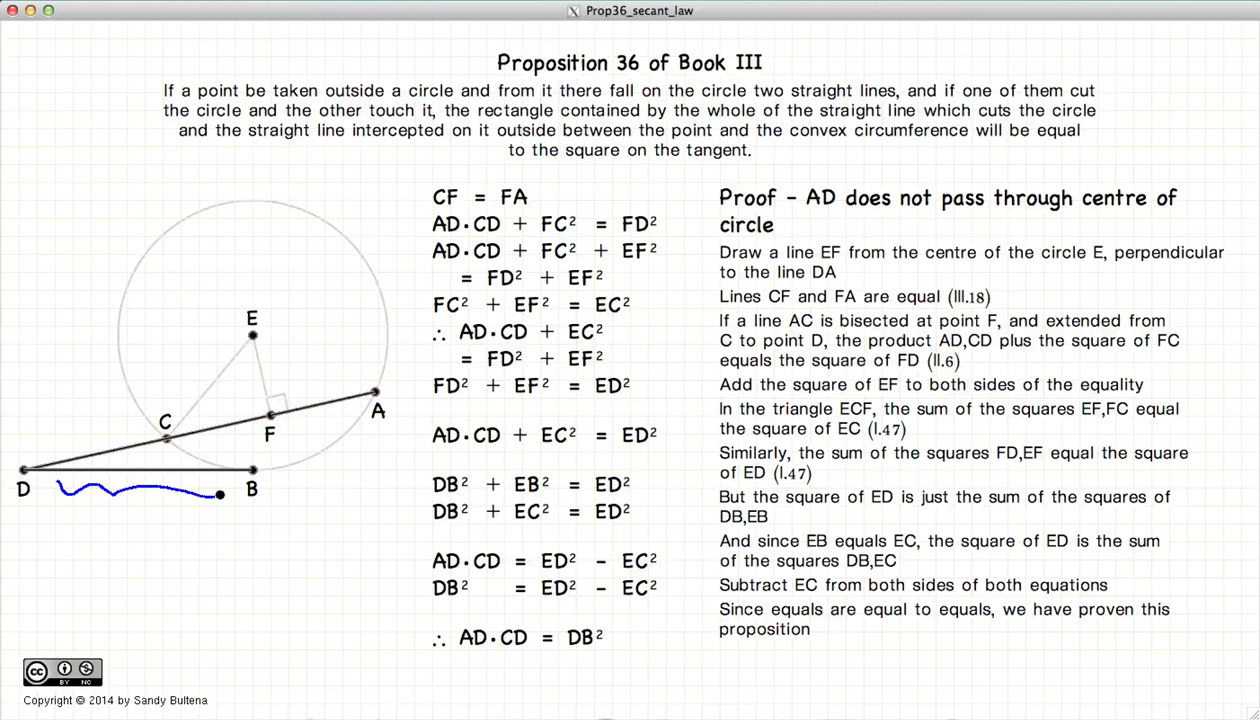 Prop36_secant_law
Proposition 36 of Book III
If a point be taken outside a circle and from it there fall on the circle two straight lines, and if one of them cut
the circle and the other touch it, the rectangle contained by the whole of the straight line which cuts the circle
and the straight line intercepted on it outside between the point and the convex circumference will be equal
to the square on the tangent.
E
C
F
A
D
B
CF = FA
AD·CD + FC² = FD²
AD·CD + FC² + EF²
= FD² + EF²
FC² + EF² = EC²
∴ AD·CD + EC²
= FD² + EF²
FD² + EF² = ED²
AD·CD + EC² = ED²
DB² + EB² = ED²
DB² + EC² = ED²
AD·CD = ED² - EC²
DB² = ED² - EC²
∴ AD·CD = DB²
Proof - AD does not pass through centre of
circle
Draw a line EF from the centre of the circle E, perpendicular
to the line DA
Lines CF and FA are equal (III.18)
If a line AC is bisected at point F, and extended from
C to point D, the product AD,CD plus the square of FC
equals the square of FD (II.6)
Add the square of EF to both sides of the equality
In the triangle ECF, the sum of the squares EF,FC equal
the square of EC (I.47)
Similarly, the sum of the squares FD,EF equal the square
of ED (I.47)
But the square of ED is just the sum of the squares of
DB,EB
And since EB equals EC, the square of ED is the sum
of the squares DB,EC
Subtract EC from both sides of both equations
Since equals are equal to equals, we have proven this
proposition
cc
BY NC
Copyright © 2014 by Sandy Bultena